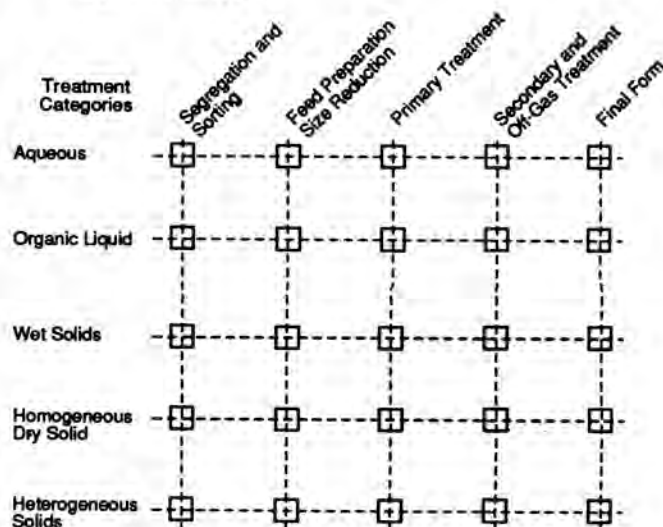 Treatment
Categories
Segregation and
Sorting
Feed Preparation
Size Reduction
Primary Treatment
Secondary and
Off-Gas Treatment
Final Form
Aqueous
Organic Liquid
Wet Solids
Homogeneous
Dry Solid
Heterogeneous
Solids